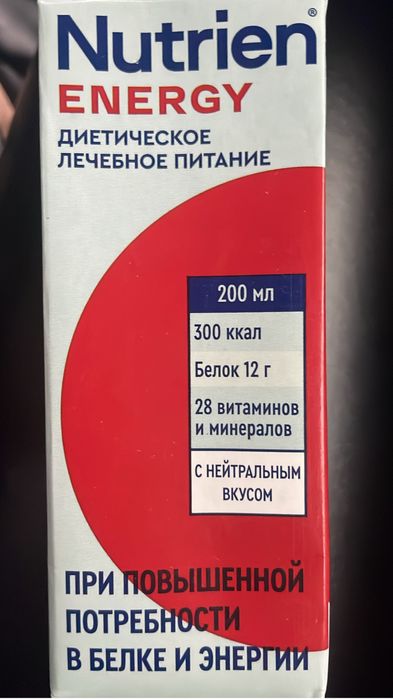 Nutrien®
ENERGY
ДИЕТИЧЕСКОЕ
ЛЕЧЕБНОЕ ПИТАНИЕ
200 мл
300 ккал
Белок 12 г
28 витаминов
и минералов
С НЕЙТРАЛЬНЫМ
ВКУСОМ
ПРИ ПОВЫШЕННОЙ
ПОТРЕБНОСТИ
В БЕЛКЕ И ЭНЕРГИИ